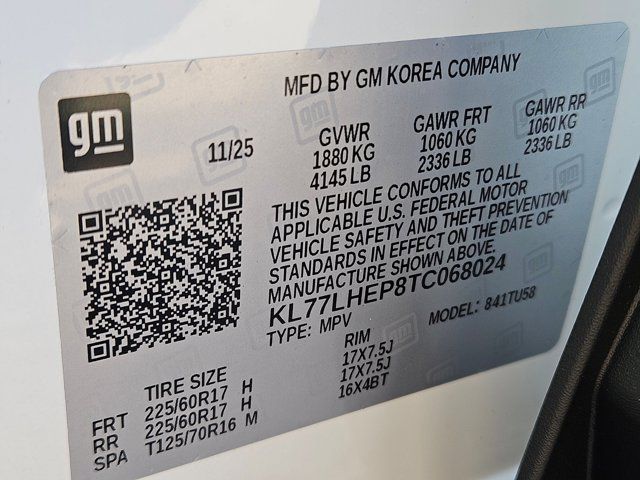 MFD BY GM KOREA COMPANY
gm
11/25
GVWR
1880 KG
4145 LB
GAWR FRT
1060 KG
2336 LB
GAWR RR
1060 KG
2336 LB
THIS VEHICLE CONFORMS TO ALL
APPLICABLE U.S. FEDERAL MOTOR
VEHICLE SAFETY AND THEFT PREVENTION
STANDARDS IN EFFECT ON THE DATE OF
MANUFACTURE SHOWN ABOVE.
KL77LHEP8TC068024
TYPE: MPV MODEL: 841TU58
TIRE SIZE RIM
FRT 225/60R17 H 17X7.5J
RR 225/60R17 H 17X7.5J
SPA T125/70R16 M 16X4BT